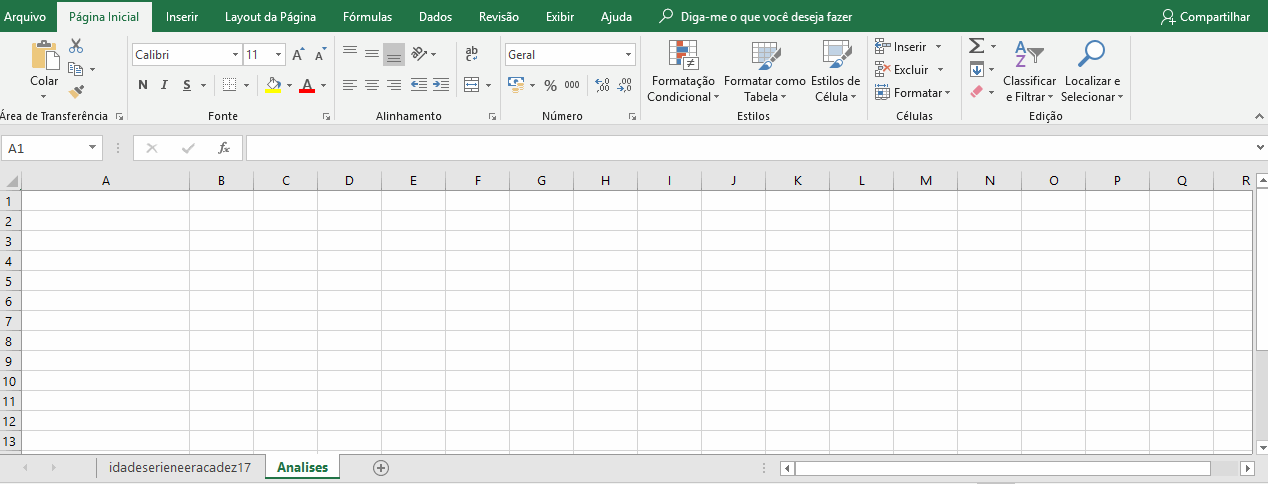 Arquivo Página Inicial Inserir Layout da Página Fórmulas Dados Revisão Exibir Ajuda Diga-me o que você deseja fazer Compartilhar
Colar
Área de Transferência
Calibri 11
N I S
Fonte
ab
c
Alinhamento
Geral
% 000 ,00 ,00
Número
Formatação Condicional
Formatar como Tabela
Estilos de Célula
Estilos
Inserir
Excluir
Formatar
Células
Classificar e Filtrar
Localizar e Selecionar
Edição
A1 fx
A B C D E F G H I J K L M N O P Q R
1
2
3
4
5
6
7
8
9
10
11
12
13
idadeserieneeracadez17 Analises